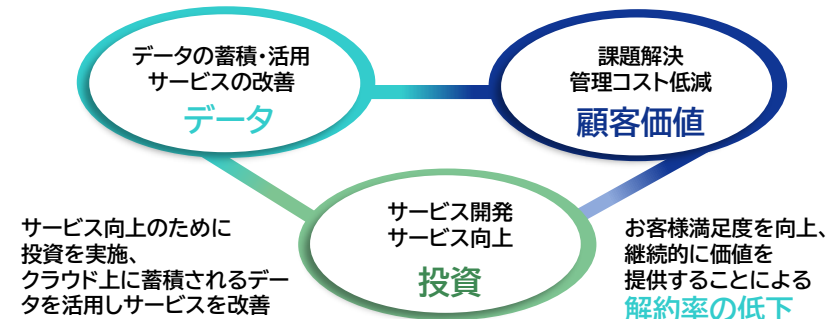 データの蓄積・活用
サービスの改善
データ
課題解決
管理コスト低減
顧客価値
サービス開発
サービス向上
投資
サービス向上のために
投資を実施、
クラウド上に蓄積されるデー
タを活用しサービスを改善
お客様満足度を向上、
継続的に価値を
提供することによる
解約率の低下